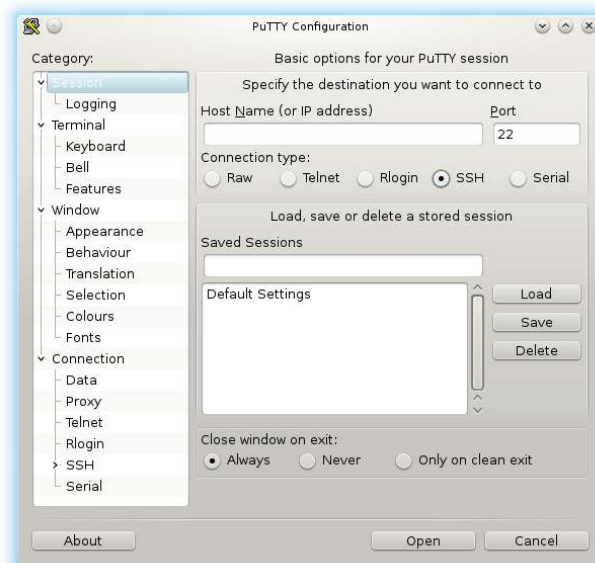 PuTTY Configuration
Category:
Session
Logging
Terminal
Keyboard
Bell
Features
Window
Appearance
Behaviour
Translation
Selection
Colours
Fonts
Connection
Data
Proxy
Telnet
Rlogin
SSH
Serial
Basic options for your PuTTY session
Specify the destination you want to connect to
Host Name (or IP address) Port
22
Connection type:
Raw Telnet Rlogin SSH Serial
Load, save or delete a stored session
Saved Sessions
Default Settings
Load
Save
Delete
Close window on exit:
Always Never Only on clean exit
About Open Cancel